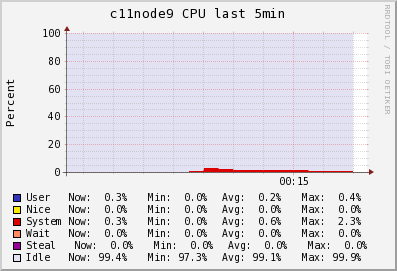 c11node9 CPU last 5min
RRDTOOL / TOBI OETIKER
Percent
100
80
60
40
20
0
00:15
User Now: 0.3% Min: 0.0% Avg: 0.2% Max: 0.4%
Nice Now: 0.0% Min: 0.0% Avg: 0.0% Max: 0.0%
System Now: 0.3% Min: 0.0% Avg: 0.6% Max: 2.3%
Wait Now: 0.0% Min: 0.0% Avg: 0.0% Max: 0.0%
Steal Now: 0.0% Min: 0.0% Avg: 0.0% Max: 0.0%
Idle Now: 99.4% Min: 97.3% Avg: 99.1% Max: 99.9%